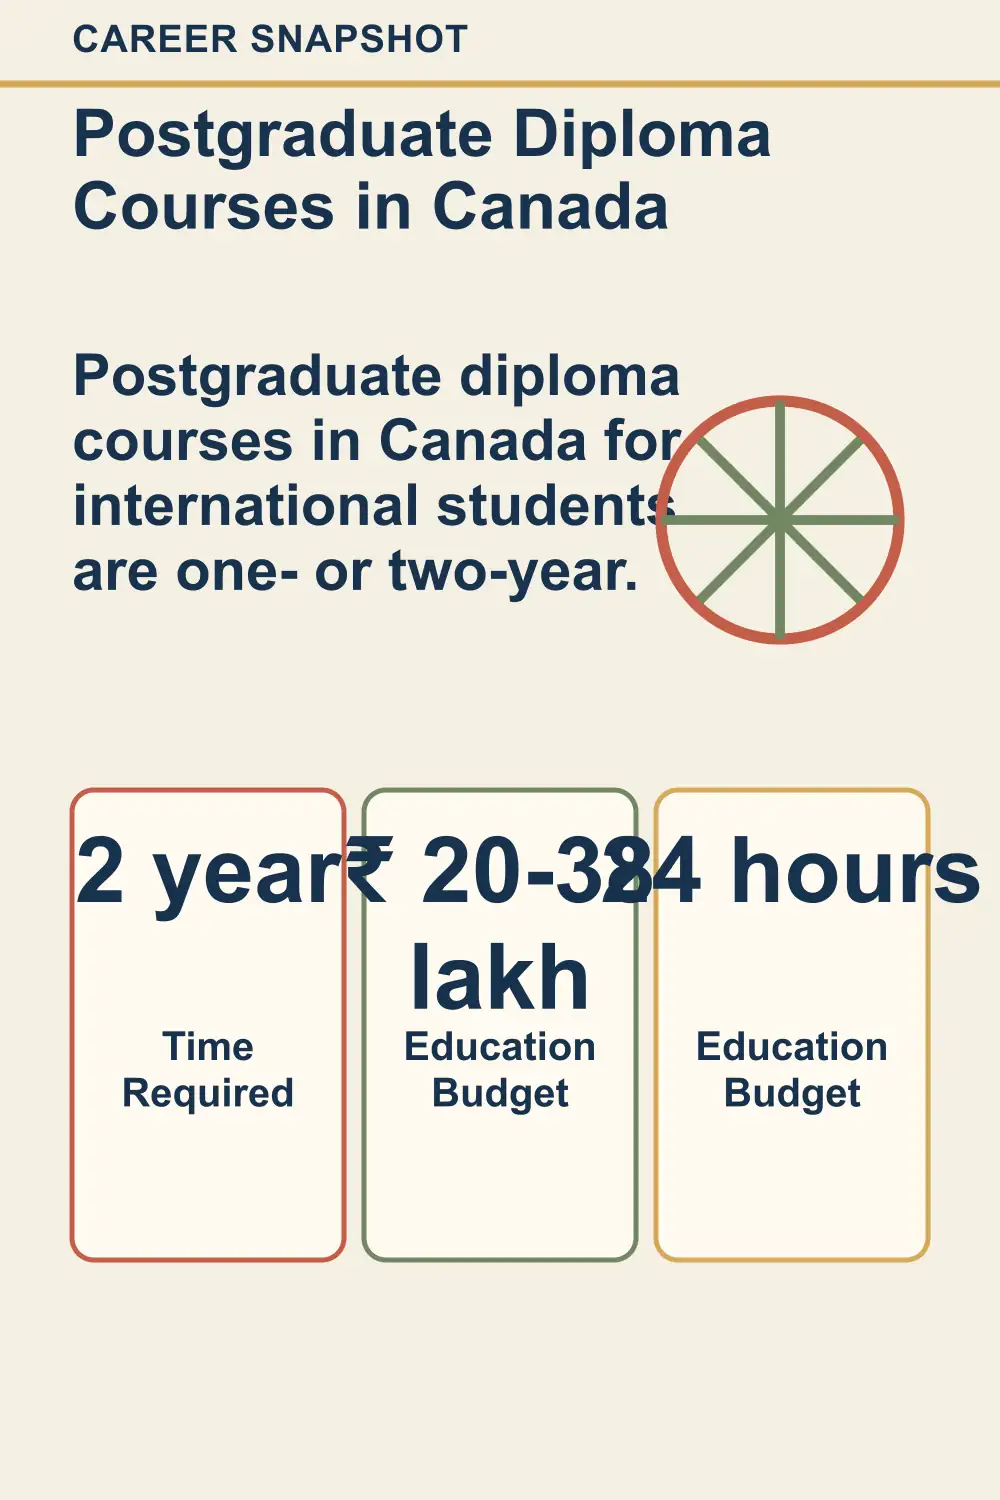 CAREER SNAPSHOT
Postgraduate Diploma
Courses in Canada
Postgraduate diploma
courses in Canada for
international students
are one- or two-year.
2 year
₹ 20-38
lakh
24 hours
Time
Required
Education
Budget
Education
Budget